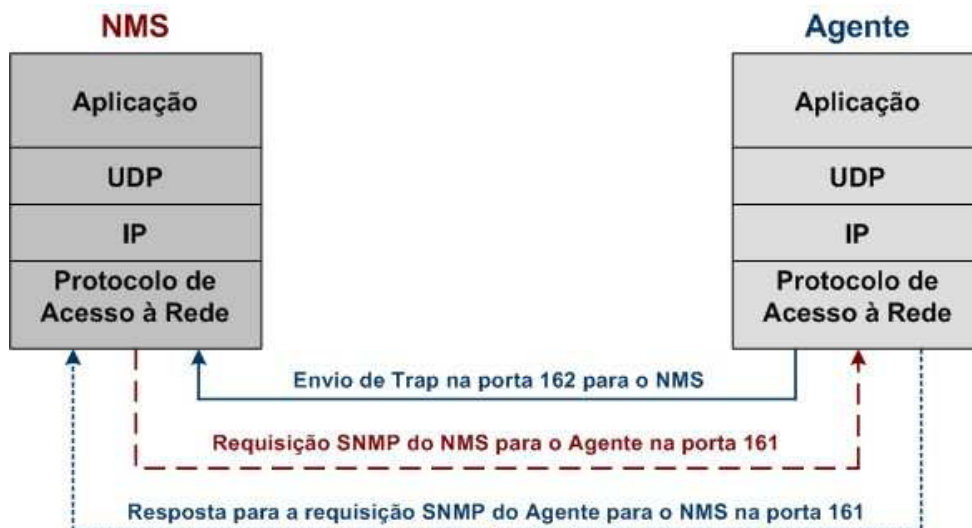 NMS
Agente
Aplicação
UDP
IP
Protocolo de
Acesso à Rede
Aplicação
UDP
IP
Protocolo de
Acesso à Rede
Envio de Trap na porta 162 para o NMS
Requisição SNMP do NMS para o Agente na porta 161
Resposta para a requisição SNMP do Agente para o NMS na porta 161